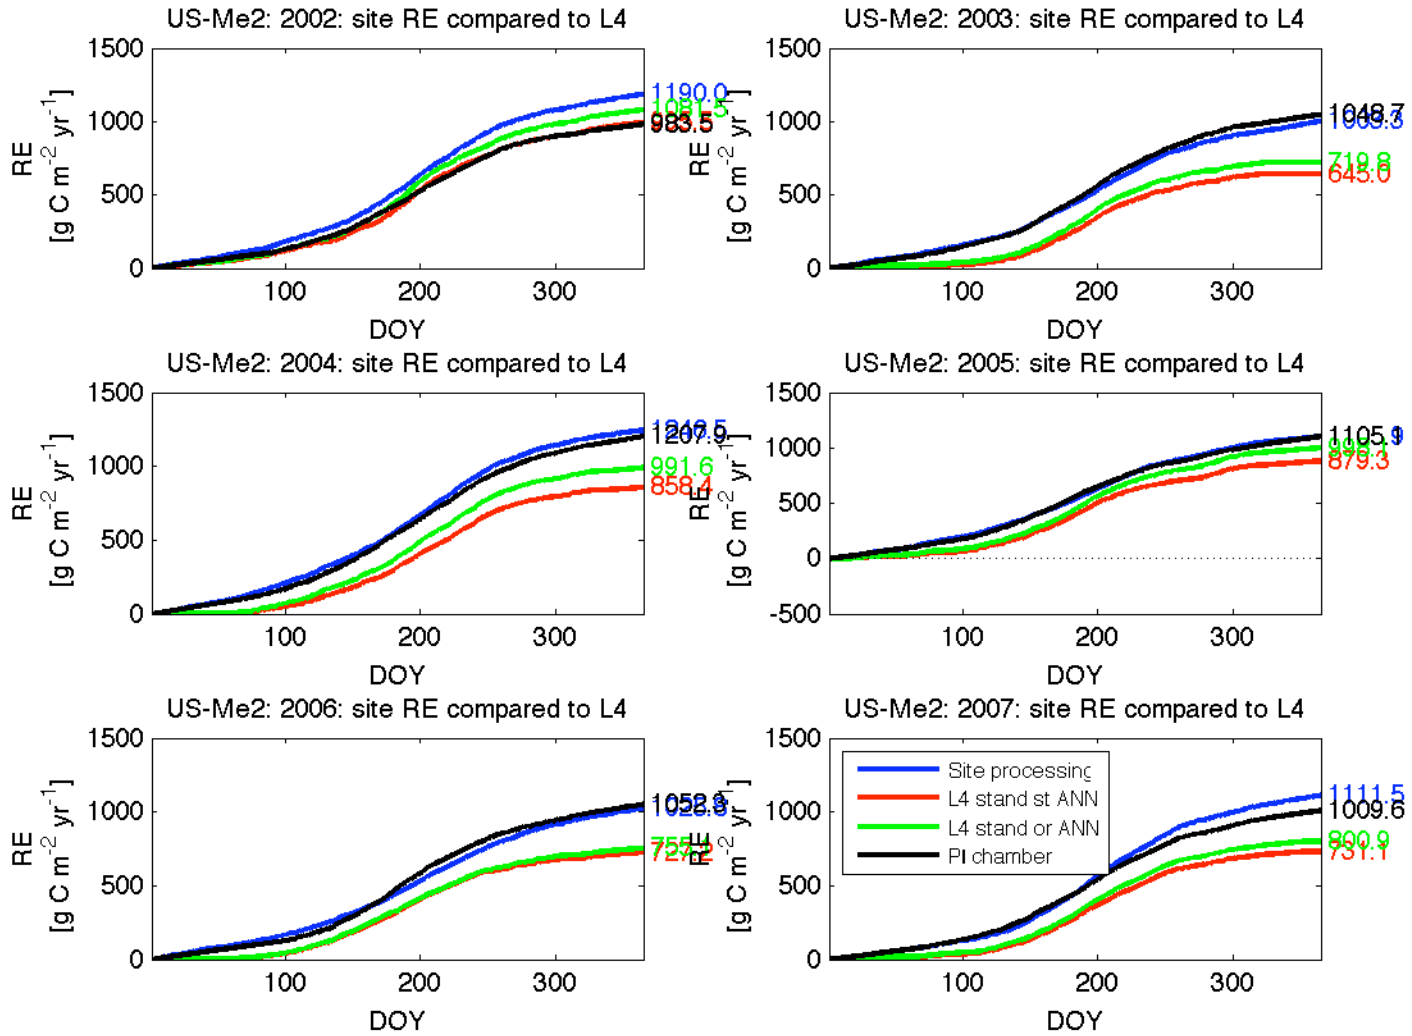 US-Me2: 2002: site RE compared to L4
1500
1000
500
0
100
200
300
DOY
RE
[g C m⁻² yr⁻¹]
1190.0
1081.5
983.5
US-Me2: 2003: site RE compared to L4
1500
1000
500
0
100
200
300
DOY
RE
[g C m⁻² yr⁻¹]
1048.7
719.8
645.0
US-Me2: 2004: site RE compared to L4
1500
1000
500
0
100
200
300
DOY
RE
[g C m⁻² yr⁻¹]
1207.9
991.6
858.4
US-Me2: 2005: site RE compared to L4
1500
1000
500
0
-500
100
200
300
DOY
RE
[g C m⁻² yr⁻¹]
1105.1
879.3
US-Me2: 2006: site RE compared to L4
1500
1000
500
0
100
200
300
DOY
RE
[g C m⁻² yr⁻¹]
727.2
US-Me2: 2007: site RE compared to L4
1500
1000
500
0
100
200
300
DOY
RE
[g C m⁻² yr⁻¹]
Site processing
L4 stand st ANN
L4 stand or ANN
PI chamber
1111.5
1009.6
800.9
731.1